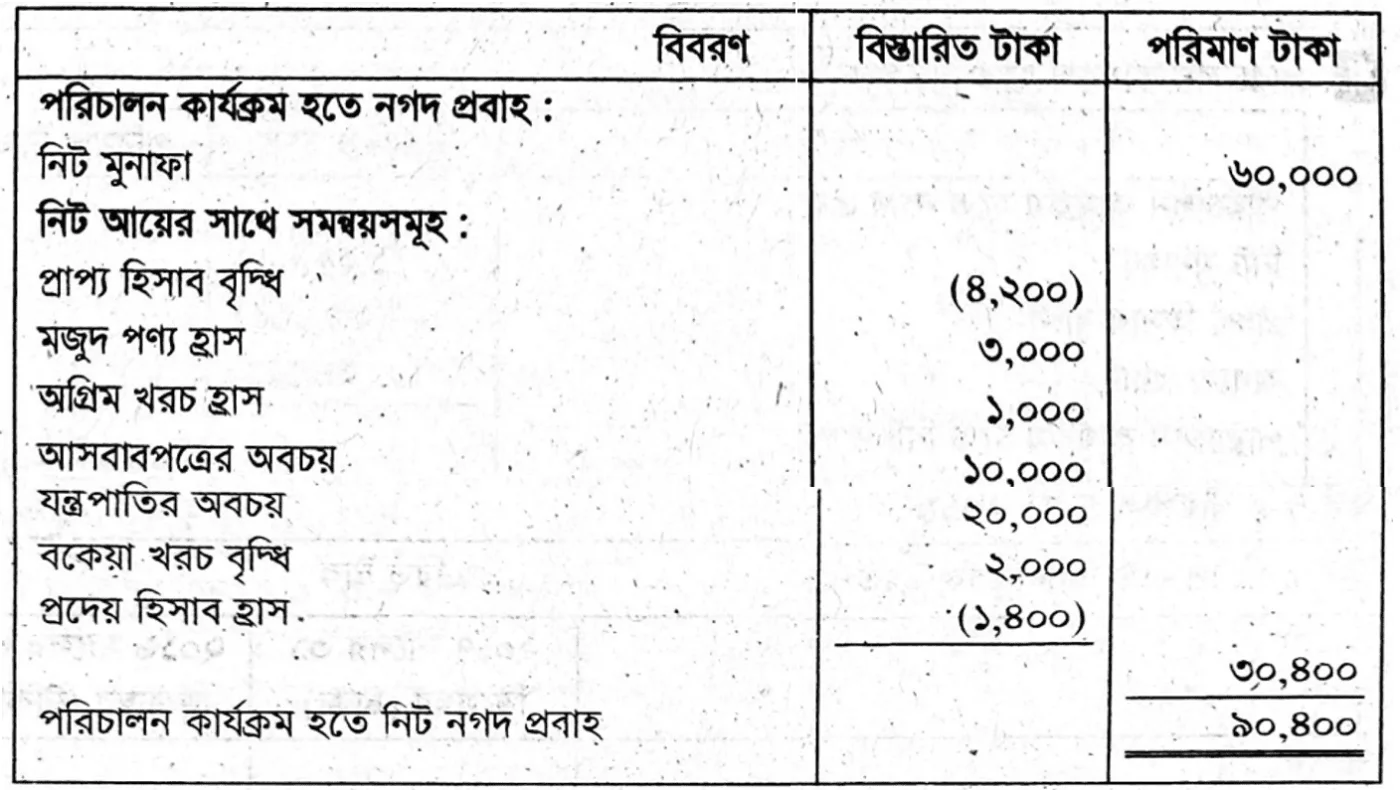 বিবরণ বিস্তারিত টাকা পরিমাণ টাকা
পরিচালন কার্যক্রম হতে নগদ প্রবাহ :
নিট মুনাফা ৬০,০০০
নিট আয়ের সাথে সমন্বয়সমূহ :
প্রাপ্য হিসাব বৃদ্ধি (৪,২০০)
মজুদ পণ্য হ্রাস ৩,০০০
অগ্রিম খরচ হ্রাস ১,০০০
আসবাবপত্রের অবচয় ১০,০০০
যন্ত্রপাতির অবচয় ২০,০০০
বকেয়া খরচ বৃদ্ধি ২,০০০
প্রদেয় হিসাব হ্রাস (১,৪০০)
৩০,৪০০
পরিচালন কার্যক্রম হতে নিট নগদ প্রবাহ ৯০,৪০০